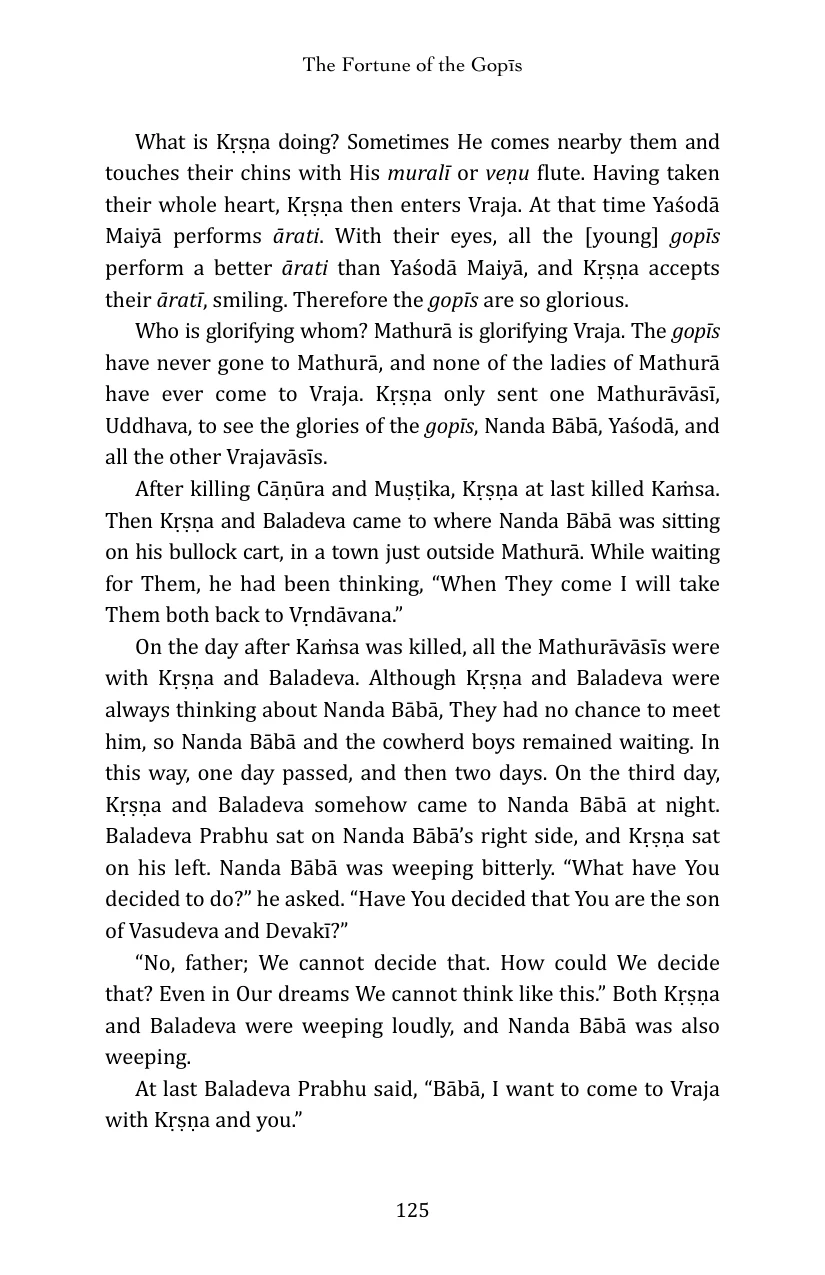 The Fortune of the Gopīs
What is Kṛṣṇa doing? Sometimes He comes nearby them and
touches their chins with His muralī or veṇu flute. Having taken
their whole heart, Kṛṣṇa then enters Vraja. At that time Yaśodā
Maiyā performs ārati. With their eyes, all the [young] gopīs
perform a better ārati than Yaśodā Maiyā, and Kṛṣṇa accepts
their āratī, smiling. Therefore the gopīs are so glorious.
Who is glorifying whom? Mathurā is glorifying Vraja. The gopīs
have never gone to Mathurā, and none of the ladies of Mathurā
have ever come to Vraja. Kṛṣṇa only sent one Mathurāvāsī,
Uddhava, to see the glories of the gopīs, Nanda Bābā, Yaśodā, and
all the other Vrajavāsīs.
After killing Cāṇūra and Muṣṭika, Kṛṣṇa at last killed Kaṁsa.
Then Kṛṣṇa and Baladeva came to where Nanda Bābā was sitting
on his bullock cart, in a town just outside Mathurā. While waiting
for Them, he had been thinking, “When They come I will take
Them both back to Vṛndāvana.”
On the day after Kaṁsa was killed, all the Mathurāvāsīs were
with Kṛṣṇa and Baladeva. Although Kṛṣṇa and Baladeva were
always thinking about Nanda Bābā, They had no chance to meet
him, so Nanda Bābā and the cowherd boys remained waiting. In
this way, one day passed, and then two days. On the third day,
Kṛṣṇa and Baladeva somehow came to Nanda Bābā at night.
Baladeva Prabhu sat on Nanda Bābā’s right side, and Kṛṣṇa sat
on his left. Nanda Bābā was weeping bitterly. “What have You
decided to do?” he asked. “Have You decided that You are the son
of Vasudeva and Devakī?”
“No, father; We cannot decide that. How could We decide
that? Even in Our dreams We cannot think like this.” Both Kṛṣṇa
and Baladeva were weeping loudly, and Nanda Bābā was also
weeping.
At last Baladeva Prabhu said, “Bābā, I want to come to Vraja
with Kṛṣṇa and you.”
125